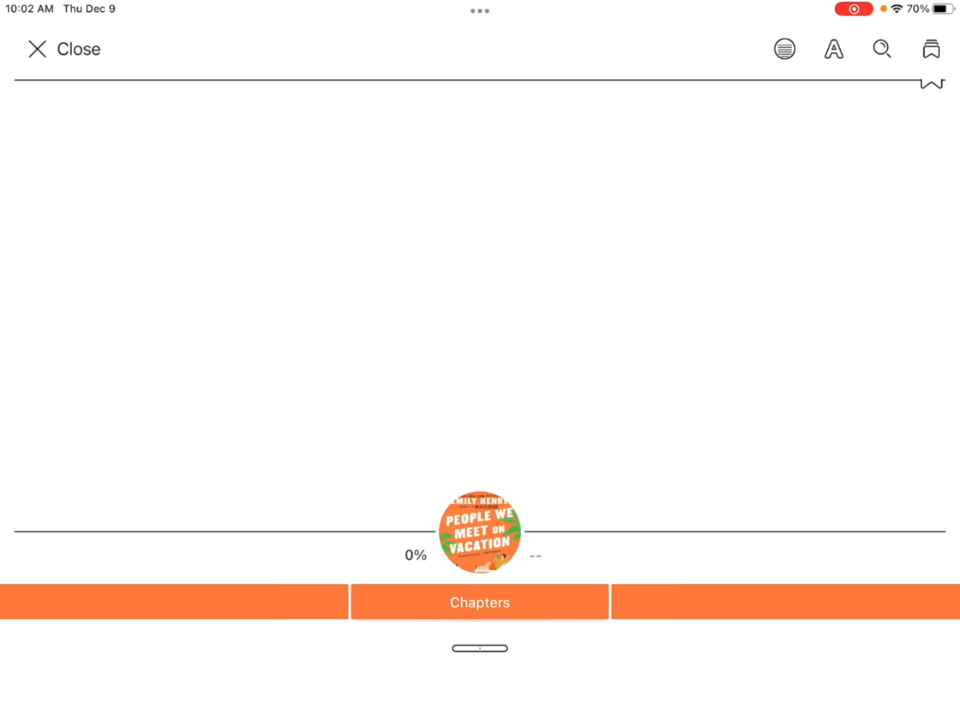 10:02 AM Thu Dec 9
70%
Close
EMILY HENRY
PEOPLE WE
MEET ON
VACATION
0%
--
Chapters